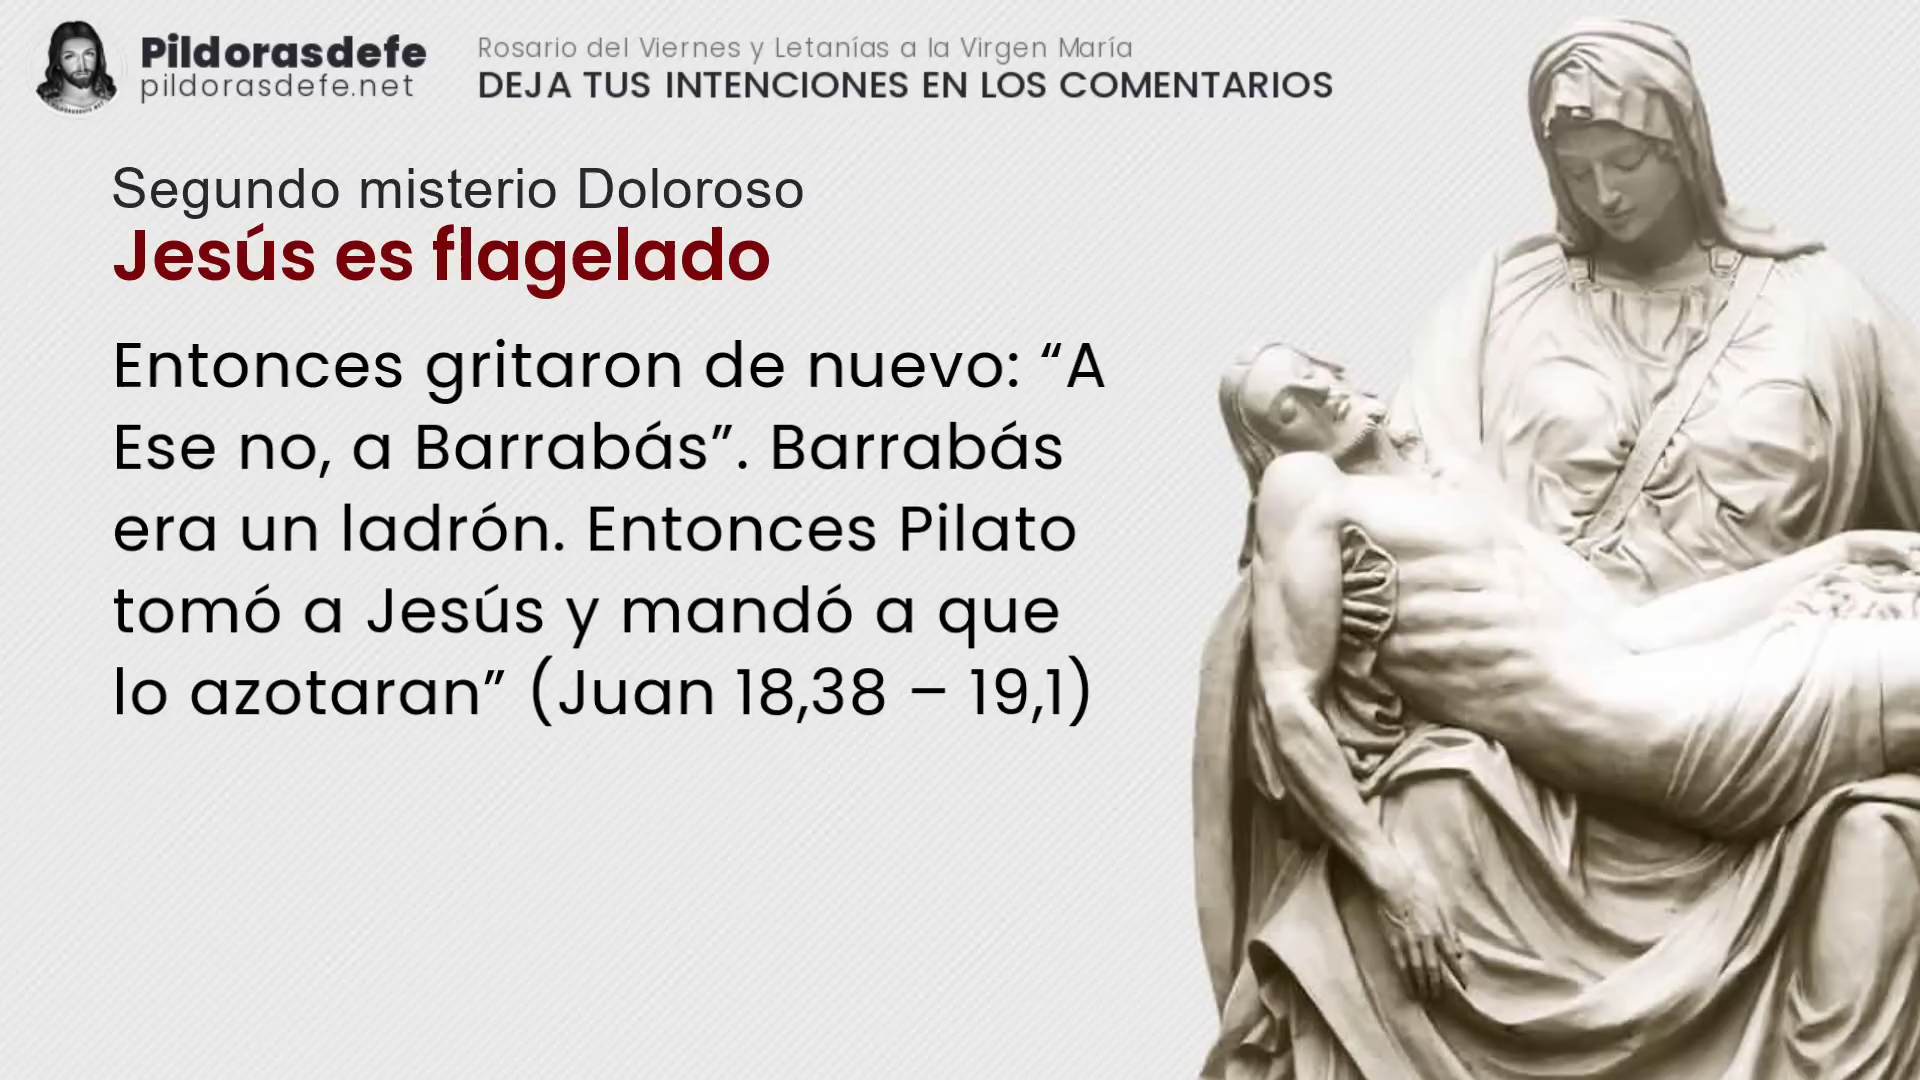 Pildorasdefe
pildorasdefe.net
Rosario del Viernes y Letanías a la Virgen María
DEJA TUS INTENCIONES EN LOS COMENTARIOS
Segundo misterio Doloroso
Jesús es flagelado
Entonces gritaron de nuevo: “A
Ese no, a Barrabás”. Barrabás
era un ladrón. Entonces Pilato
tomó a Jesús y mandó a que
lo azotaran” (Juan 18,38 – 19,1)